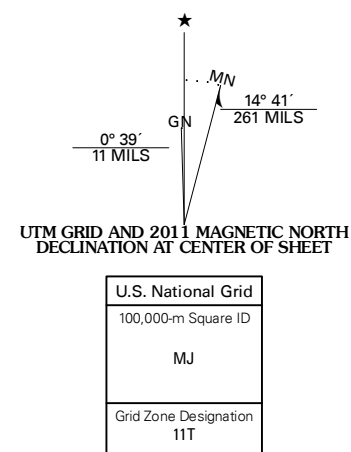 ★
MN
GN
14° 41´
261 MILS
0° 39´
11 MILS
UTM GRID AND 2011 MAGNETIC NORTH
DECLINATION AT CENTER OF SHEET
U.S. National Grid
100,000-m Square ID
MJ
Grid Zone Designation
11T